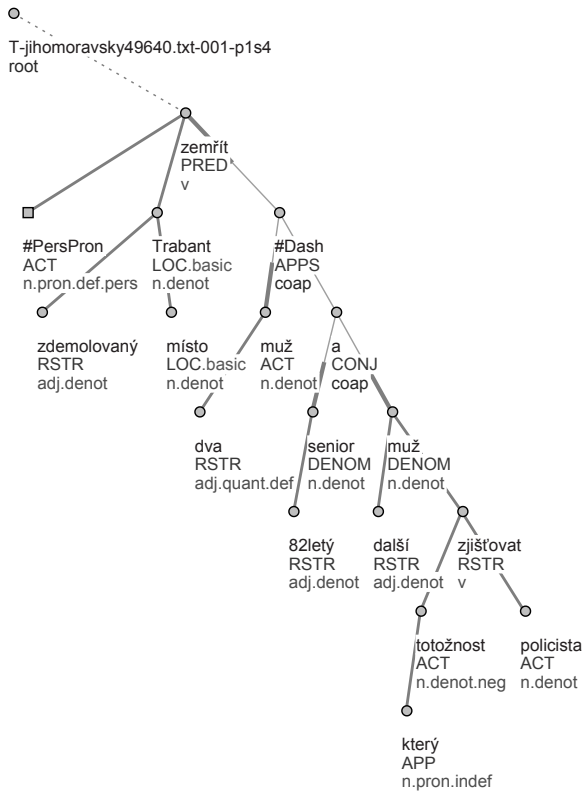 T-jihomoravsky49640.txt-001-p1s4
root
zemřít
PRED
v
#PersPron
ACT
n.pron.def.pers
Trabant
LOC.basic
n.denot
#Dash
APPS
coap
zdemolovaný
RSTR
adj.denot
místo
LOC.basic
n.denot
muž
ACT
n.denot
a
CONJ
coap
dva
RSTR
adj.quant.def
senior
DENOM
n.denot
muž
DENOM
n.denot
82letý
RSTR
adj.denot
další
RSTR
adj.denot
zjišťovat
RSTR
v
totožnost
ACT
n.denot.neg
policista
ACT
n.denot
který
APP
n.pron.indef